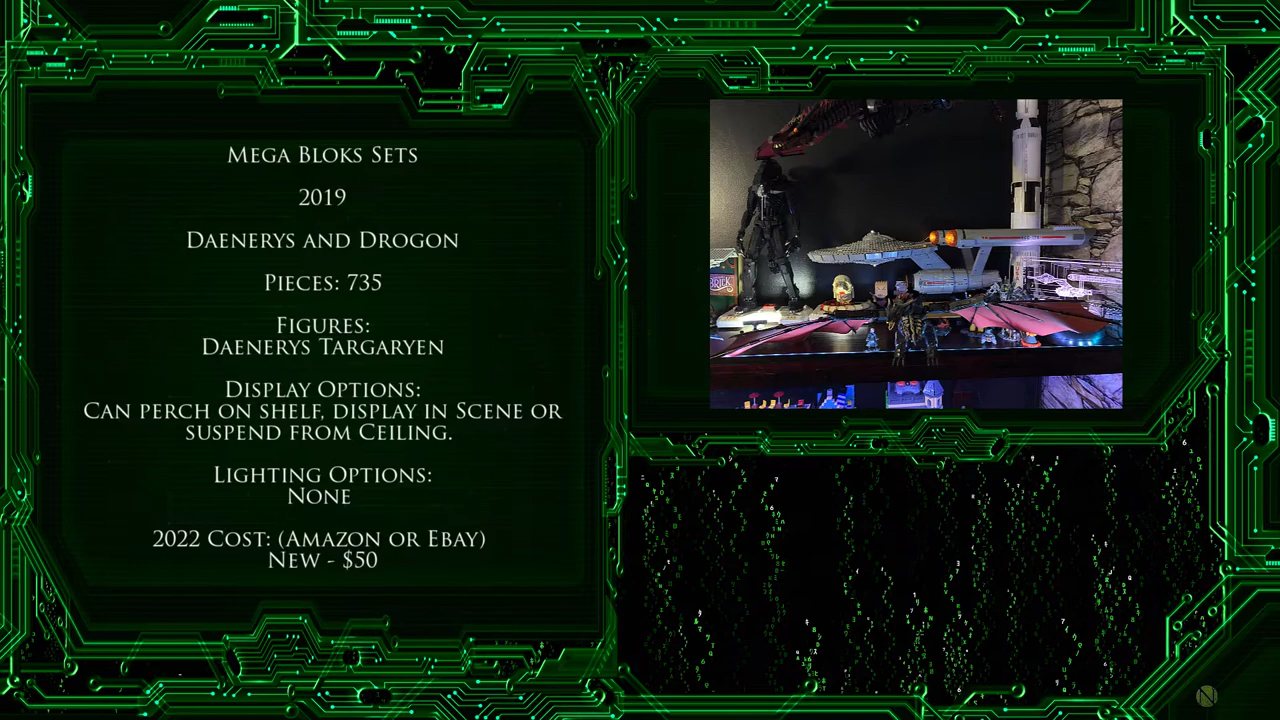 Mega Bloks Sets
2019
Daenerys and Drogon
Pieces: 735
Figures:
Daenerys Targaryen
Display Options:
Can perch on shelf, display in Scene or
suspend from Ceiling.
Lighting Options:
None
2022 Cost: (Amazon or Ebay)
New - $50